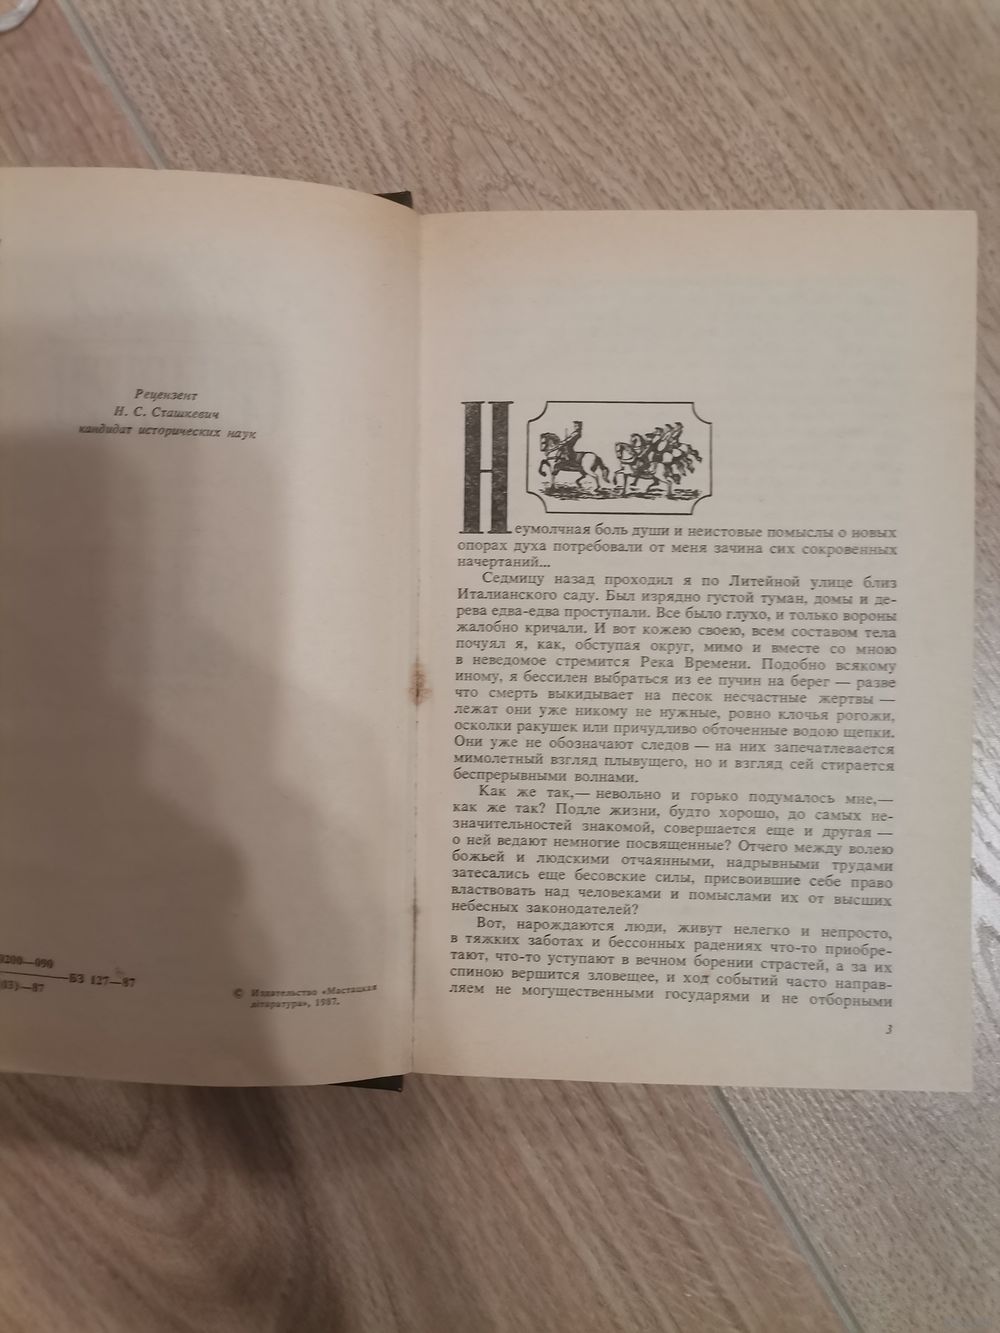 Рецензент
Н. С. Сташкевич
кандидат исторических наук
0200—090
БЗ 127—87
(03)—87
© Издательство «Мастацкая
літаратура», 1987.
Неумолчная боль души и неистовые помыслы о новых
опорах духа потребовали от меня зачина сих сокровенных
начертаний...
Седмицу назад проходил я по Литейной улице близ
Италианского саду. Был изрядно густой туман, домы и де-
рева едва-едва проступали. Все было глухо, и только вороны
жалобно кричали. И вот кожею своею, всем составом тела
почуял я, как, обступая округ, мимо и вместе со мною
в неведомое стремится Река Времени. Подобно всякому
иному, я бессилен выбраться из ее пучин на берег — разве
что смерть выкидывает на песок несчастные жертвы —
лежат они уже никому не нужные, ровно клочья рогожи,
осколки ракушек или причудливо обточенные водою щепки.
Они уже не обозначают следов — на них запечатлевается
мимолетный взгляд плывущего, но и взгляд сей стирается
беспрерывными волнами.
Как же так,— невольно и горько подумалось мне,—
как же так? Подле жизни, будто хорошо, до самых не-
значительностей знакомой, совершается еще и другая —
о ней ведают немногие посвященные? Отчего между волею
божьей и людскими отчаянными, надрывными трудами
затесались еще бесовские силы, присвоившие себе право
властвовать над человеками и помыслами их от высших
небесных законодателей?
Вот, нарождаются люди, живут нелегко и непросто,
в тяжких заботах и бессонных радениях что-то приобре-
тают, что-то уступают в вечном борении страстей, а за их
спиною вершится зловещее, и ход событий часто направ-
ляем не могущественными государями и не отборными
3